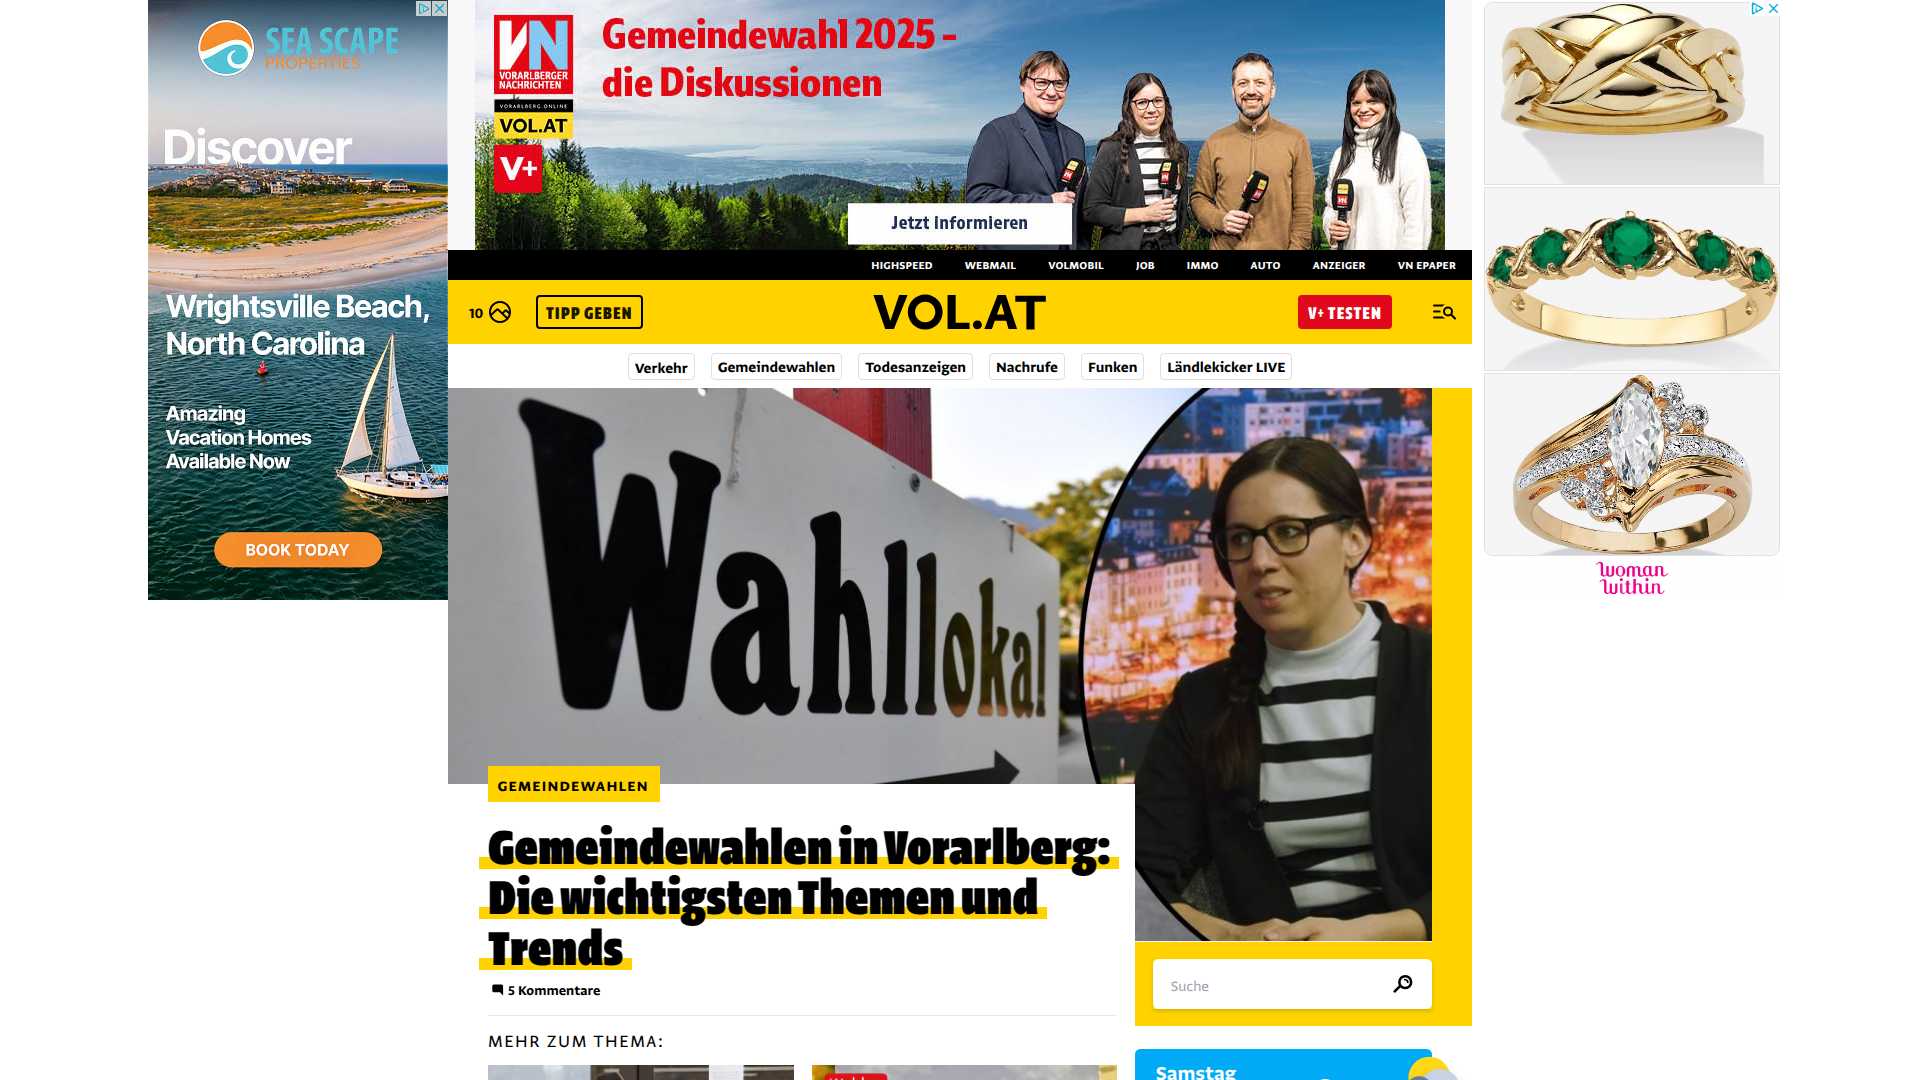 SEA SCAPE
PROPERTIES
Discover
Wrightsville Beach,
North Carolina
Amazing
Vacation Homes
Available Now
BOOK TODAY
VN
VORARLBERGER
NACHRICHTEN
VORARLBERG ONLINE
VOL.AT
V+
Gemeindewahl 2025 -
die Diskussionen
Jetzt Informieren
HIGHSPEED WEBMAIL VOLMOBIL JOB IMMO AUTO ANZEIGER VN EPAPER
10 TIPP GEBEN VOL.AT V+ TESTEN
Verkehr Gemeindewahlen Todesanzeigen Nachrufe Funken Ländlekicker LIVE
Wahllokal
GEMEINDEWAHLEN
Gemeindewahlen in Vorarlberg:
Die wichtigsten Themen und
Trends
5 Kommentare
MEHR ZUM THEMA:
Suche
Samstag
woman
within